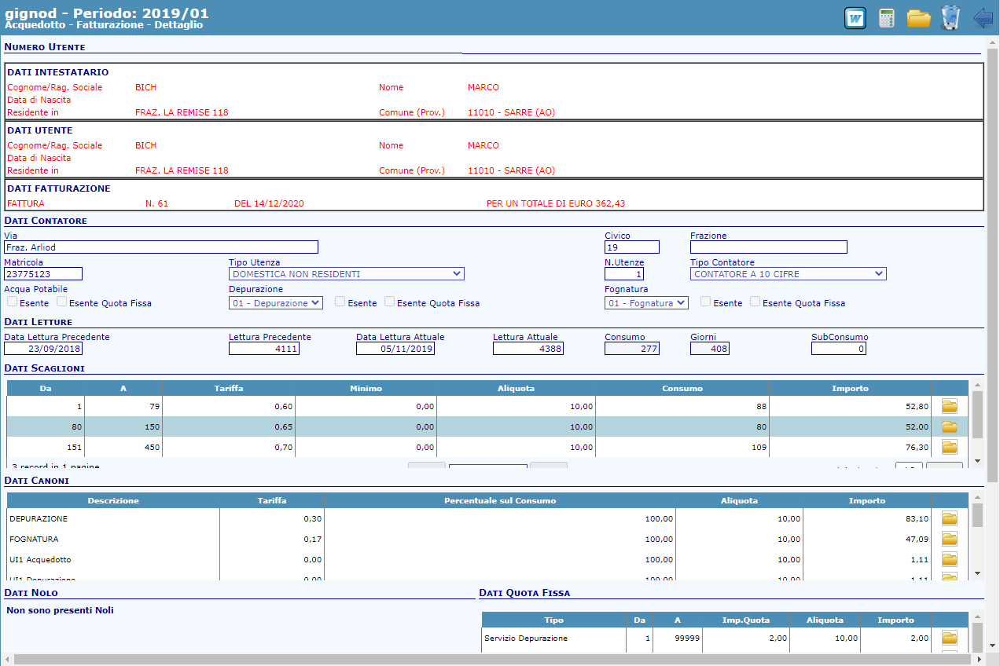 gignod - Periodo: 2019/01
Acquedotto - Fatturazione - Dettaglio
NUMERO UTENTE
DATI INTESTATARIO
Cognome/Rag. Sociale BICH Nome MARCO
Data di Nascita
Residente in FRAZ. LA REMISE 118 Comune (Prov.) 11010 - SARRE (AO)
DATI UTENTE
Cognome/Rag. Sociale BICH Nome MARCO
Data di Nascita
Residente in FRAZ. LA REMISE 118 Comune (Prov.) 11010 - SARRE (AO)
DATI FATTURAZIONE
FATTURA N. 61 DEL 14/12/2020 PER UN TOTALE DI EURO 362,43
DATI CONTATORE
Via Civico Frazione
Fraz. Arliod 19
Matricola Tipo Utenza N.Utenze Tipo Contatore
23775123 DOMESTICA NON RESIDENTI 1 CONTATORE A 10 CIFRE
Acqua Potabile Depurazione Fognatura
Esente Esente Quota Fissa 01 - Depurazione Esente Esente Quota Fissa 01 - Fognatura Esente Esente Quota Fissa
DATI LETTURE
Data Lettura Precedente Lettura Precedente Data Lettura Attuale Lettura Attuale Consumo Giorni SubConsumo
23/09/2018 4111 05/11/2019 4388 277 408 0
DATI SCAGLIONI
Da A Tariffa Minimo Aliquota Consumo Importo
1 79 0,60 0,00 10,00 88 52,80
80 150 0,65 0,00 10,00 80 52,00
151 450 0,70 0,00 10,00 109 76,30
3 record in 1 pagine
DATI CANONI
Descrizione Tariffa Percentuale sul Consumo Aliquota Importo
DEPURAZIONE 0,30 100,00 10,00 83,10
FOGNATURA 0,17 100,00 10,00 47,09
UI1 Acquedotto 0,00 100,00 10,00 1,11
UI1 Depurazione 0,00 100,00 10,00 1,11
DATI NOLO DATI QUOTA FISSA
Non sono presenti Noli
Tipo Da A Imp.Quota Aliquota Importo
Servizio Depurazione 1 99999 2,00 10,00 2,00